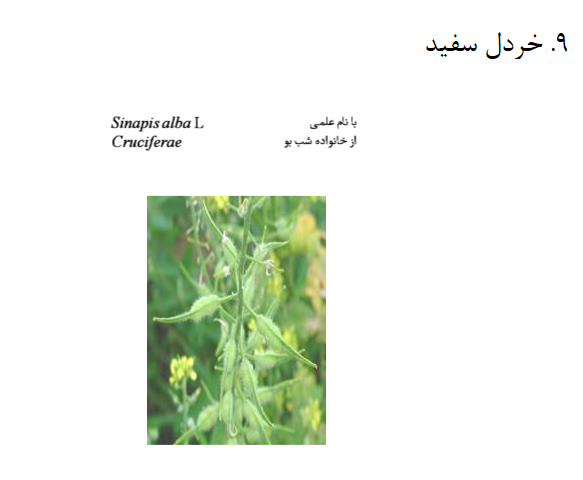 ۹. خردل سفید
با نام علمی Sinapis alba L
از خانواده شب بو Cruciferae